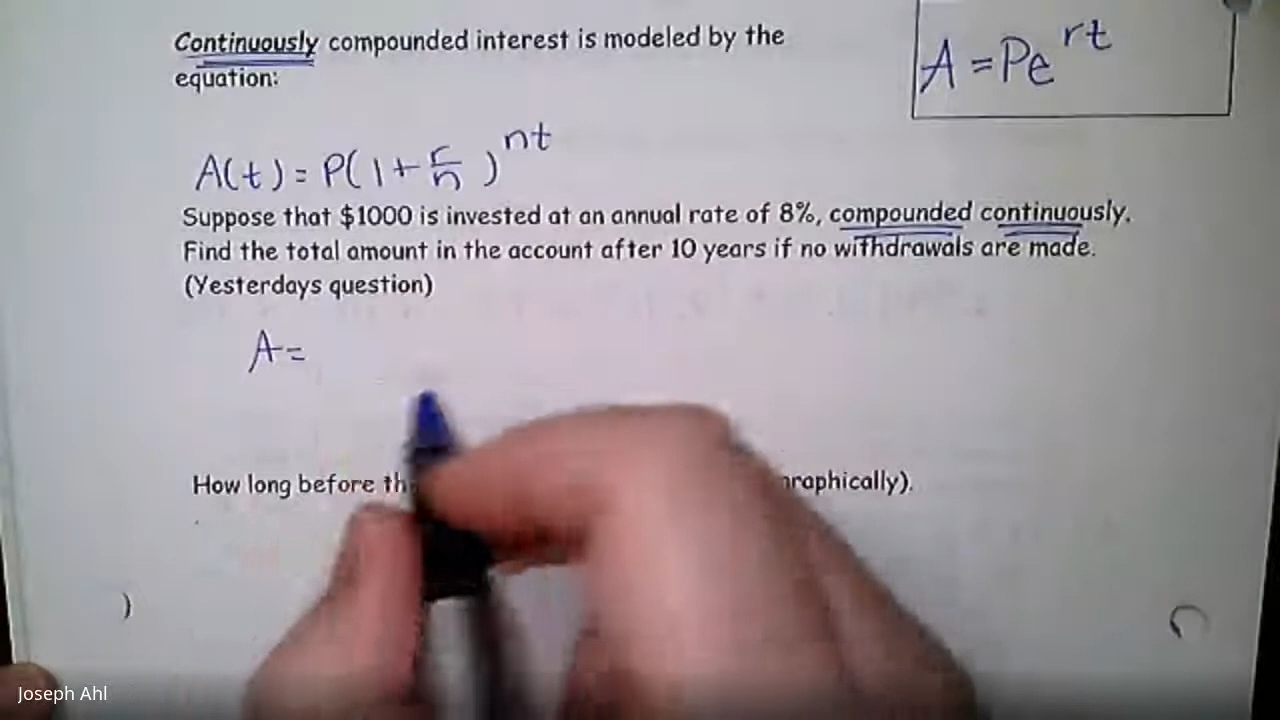 Continuously compounded interest is modeled by the
equation:
A = Pe^rt
A(t) = P(1 + r/n)^nt
Suppose that $1000 is invested at an annual rate of 8%, compounded continuously.
Find the total amount in the account after 10 years if no withdrawals are made.
(Yesterdays question)
A =
How long before
Joseph Ahl